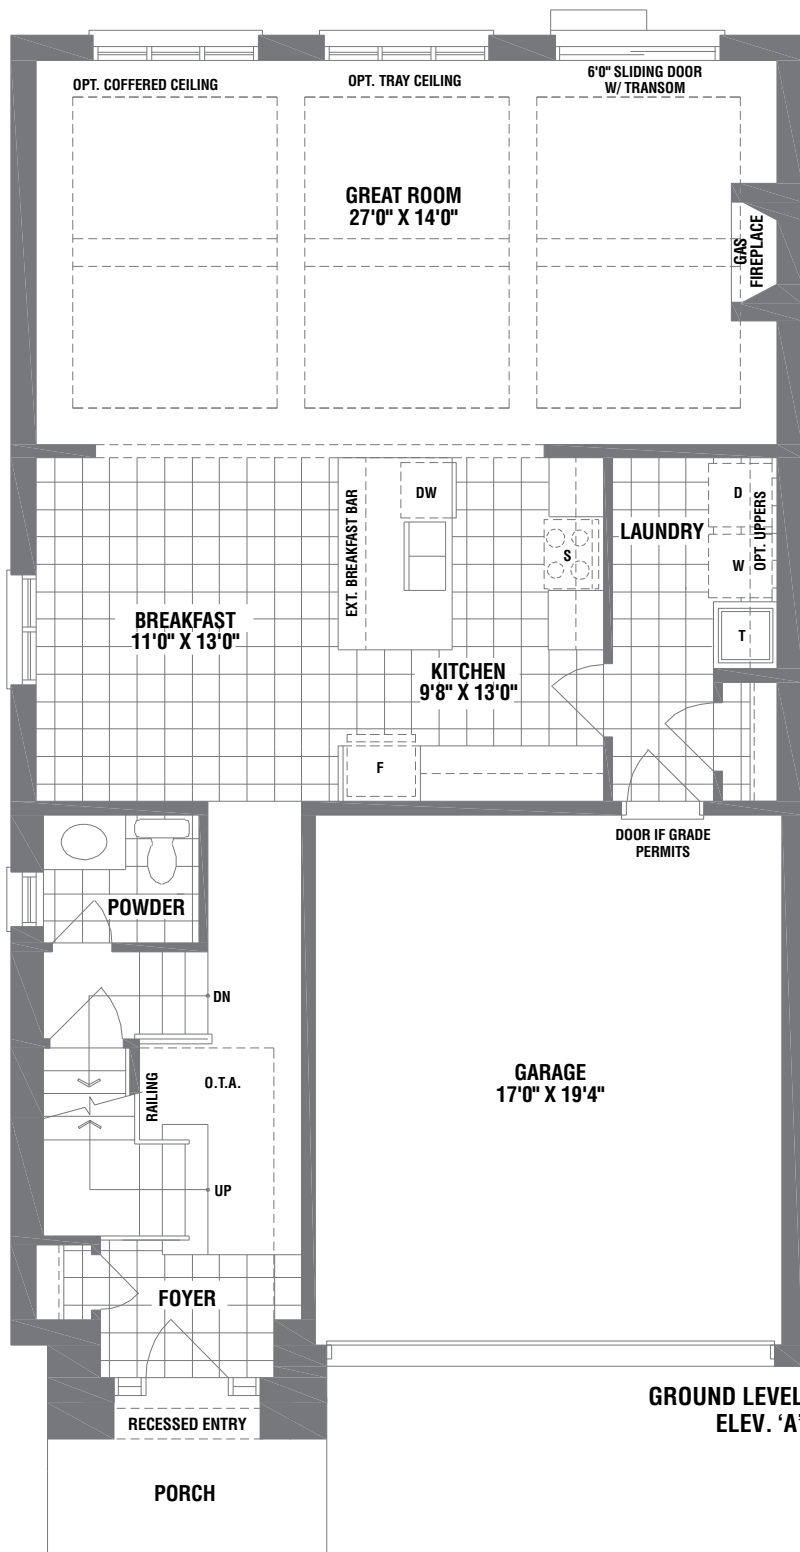 OPT. COFFERED CEILING
OPT. TRAY CEILING
6'0" SLIDING DOOR
W/ TRANSOM
GREAT ROOM
27'0" X 14'0"
GAS
FIREPLACE
EXT. BREAKFAST BAR
DW
S
LAUNDRY
D
W
OPT. UPPERS
T
BREAKFAST
11'0" X 13'0"
KITCHEN
9'8" X 13'0"
F
DOOR IF GRADE
PERMITS
POWDER
DN
RAILING
O.T.A.
GARAGE
17'0" X 19'4"
UP
FOYER
RECESSED ENTRY
GROUND LEVEL
ELEV. ‘A’
PORCH